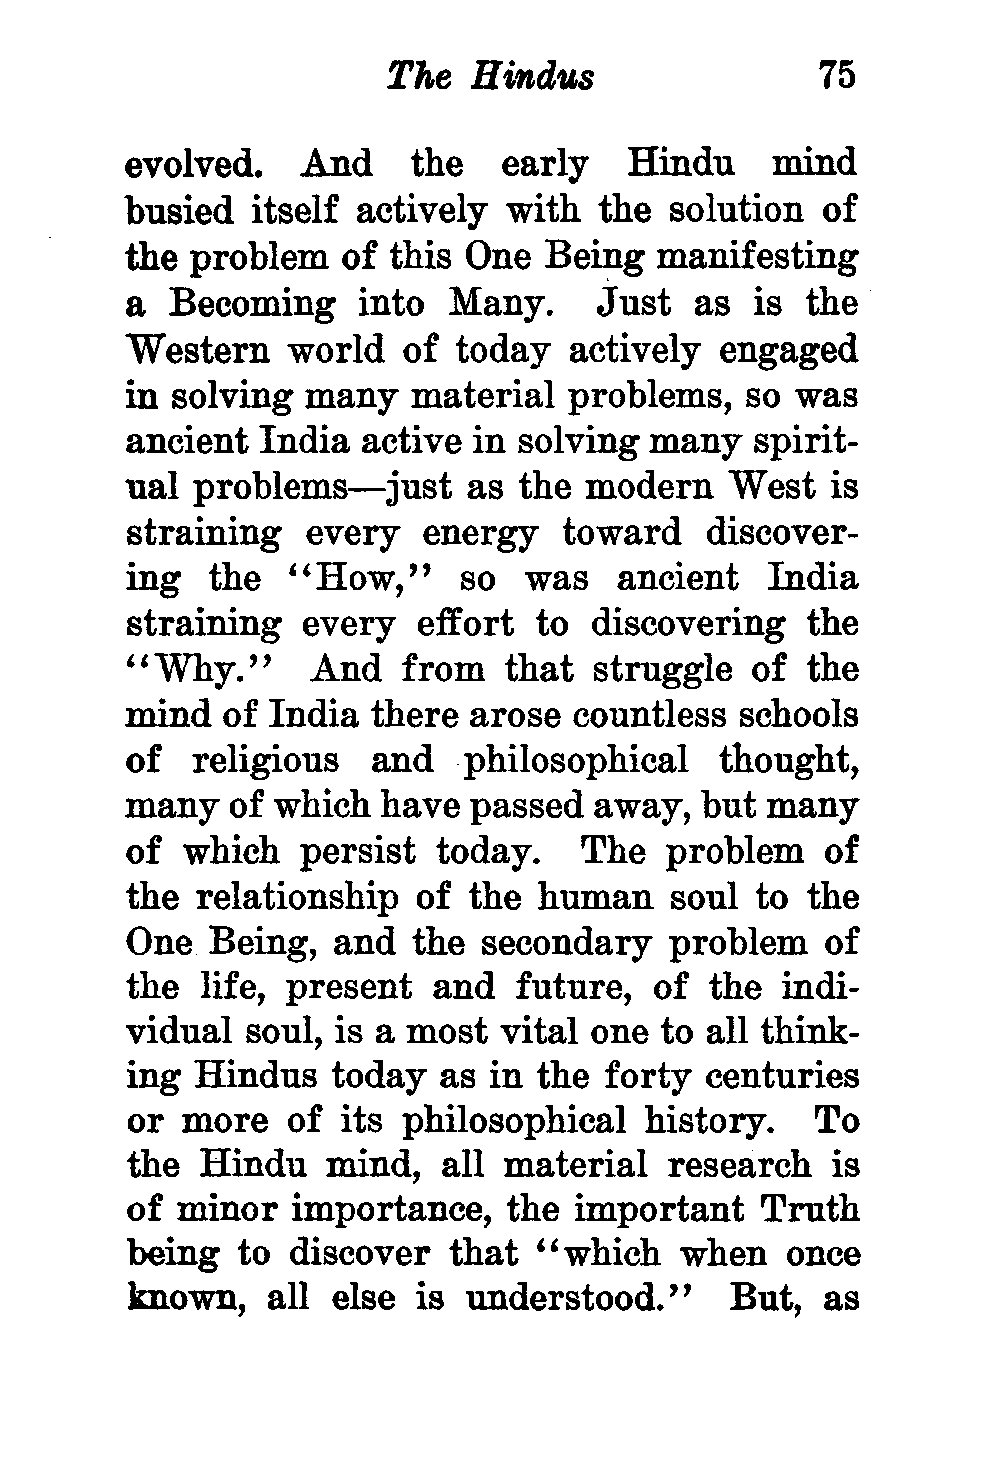 The Hindus 75
evolved. And the early Hindu mind
busied itself actively with the solution of
the problem of this One Being manifesting
a Becoming into Many. Just as is the
Western world of today actively engaged
in solving many material problems, so was
ancient India active in solving many spirit-
ual problems—just as the modern West is
straining every energy toward discover-
ing the “How,” so was ancient India
straining every effort to discovering the
“Why.” And from that struggle of the
mind of India there arose countless schools
of religious and philosophical thought,
many of which have passed away, but many
of which persist today. The problem of
the relationship of the human soul to the
One Being, and the secondary problem of
the life, present and future, of the indi-
vidual soul, is a most vital one to all think-
ing Hindus today as in the forty centuries
or more of its philosophical history. To
the Hindu mind, all material research is
of minor importance, the important Truth
being to discover that “which when once
known, all else is understood.” But, as